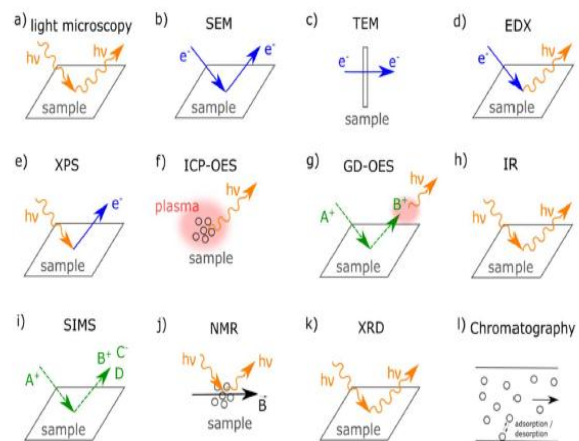 a) light microscopy
hν
hν
sample
b) SEM
e-
e-
sample
c) TEM
e-
e-
sample
d) EDX
e-
hν
sample
e) XPS
hν
e-
sample
f) ICP-OES
plasma
hν
sample
g) GD-OES
A+
B+
hν
sample
h) IR
hν
hν
sample
i) SIMS
A+
B+ C-
D
sample
j) NMR
hν
hν
B
sample
k) XRD
hν
hν
sample
l) Chromatography
adsorption /
desorption